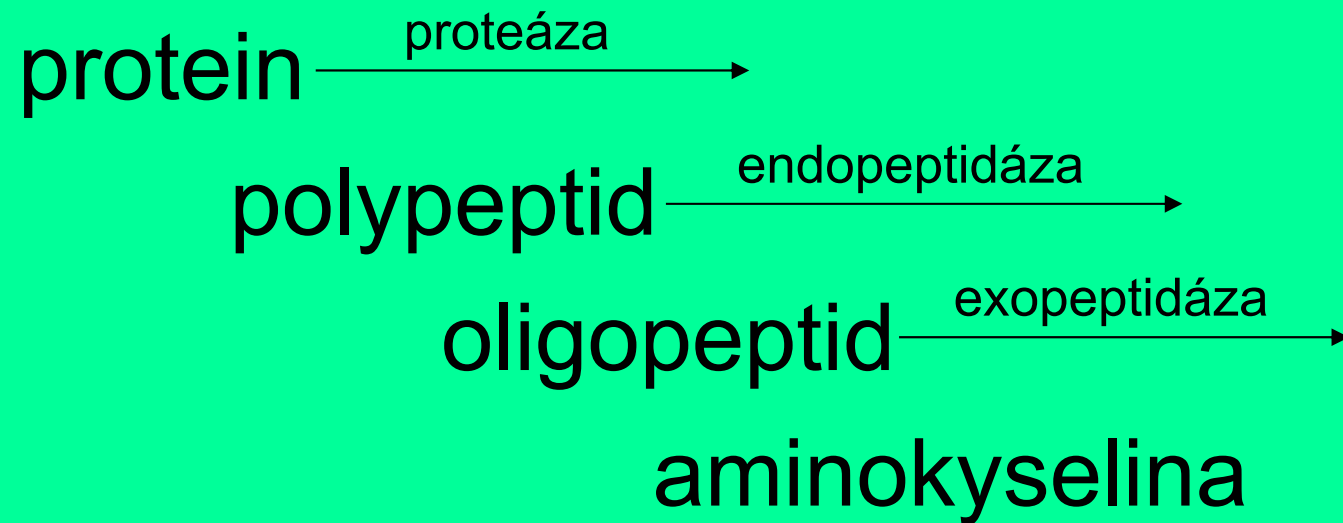 protein proteáza
polypeptid endopeptidáza
oligopeptid exopeptidáza
aminokyselina